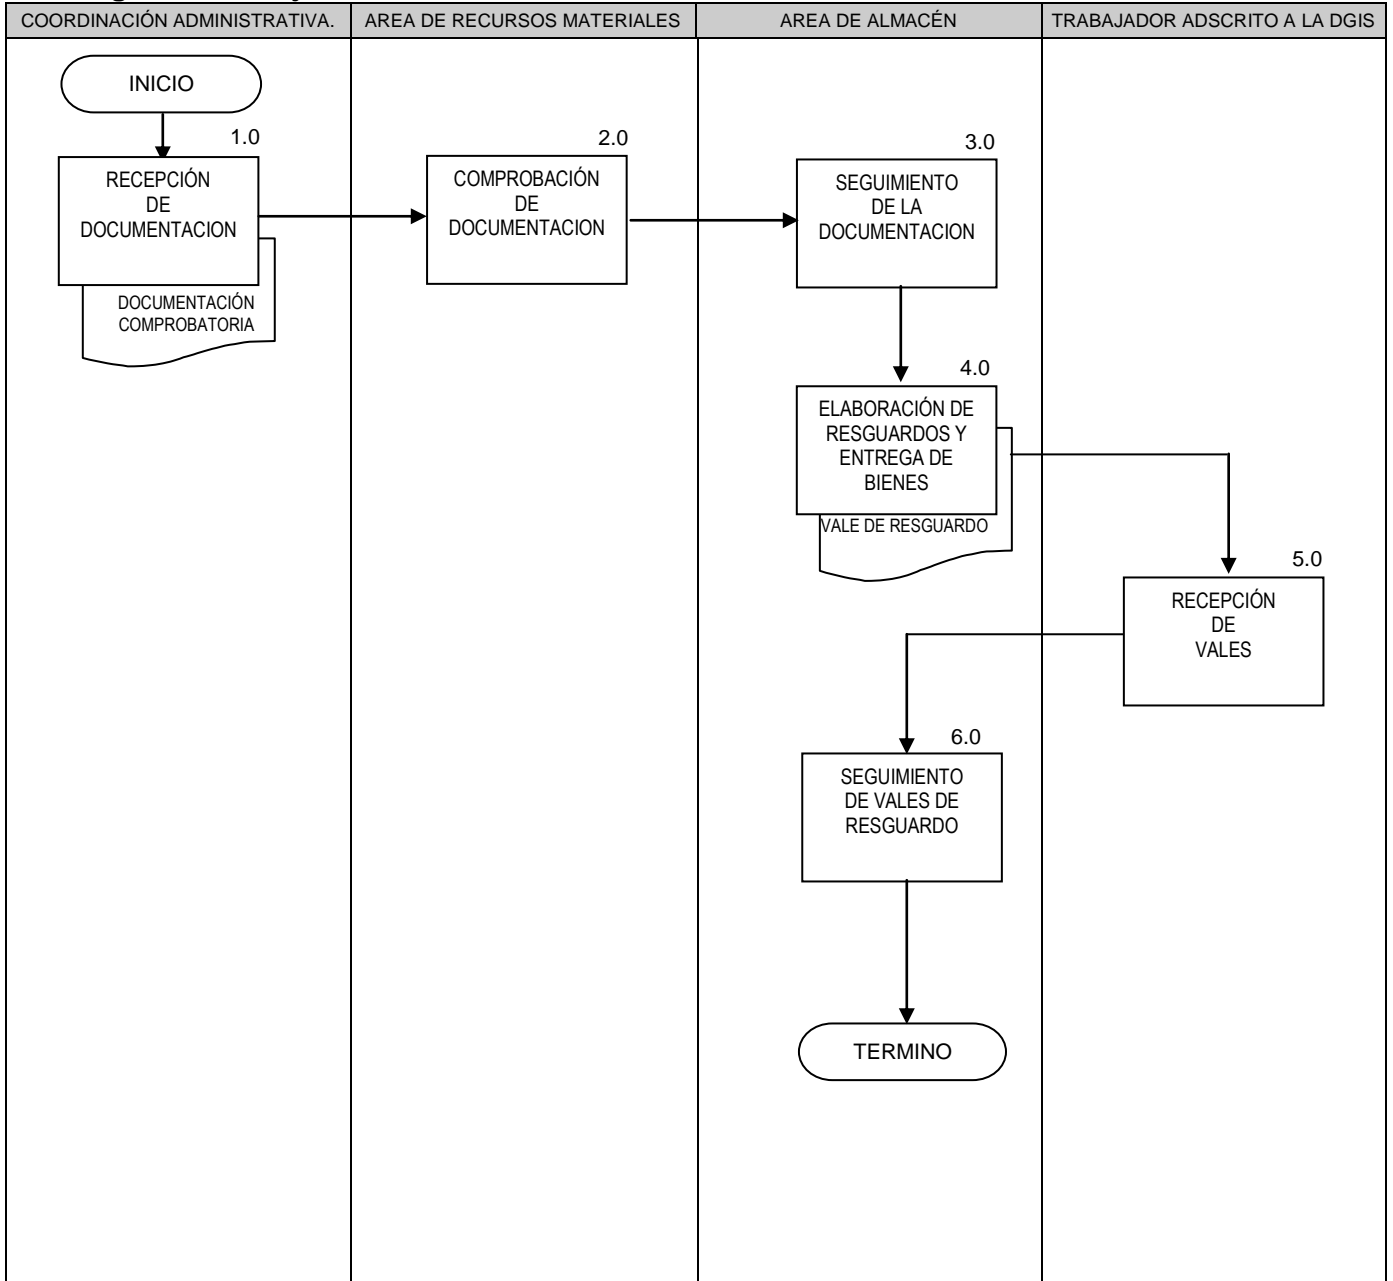 COORDINACIÓN ADMINISTRATIVA.
AREA DE RECURSOS MATERIALES
AREA DE ALMACÉN
TRABAJADOR ADSCRITO A LA DGIS
INICIO
1.0
RECEPCIÓN
DE
DOCUMENTACION
DOCUMENTACIÓN
COMPROBATORIA
2.0
COMPROBACIÓN
DE
DOCUMENTACION
3.0
SEGUIMIENTO
DE LA
DOCUMENTACION
4.0
ELABORACIÓN DE
RESGUARDOS Y
ENTREGA DE
BIENES
VALE DE RESGUARDO
5.0
RECEPCIÓN
DE
VALES
6.0
SEGUIMIENTO
DE VALES DE
RESGUARDO
TERMINO